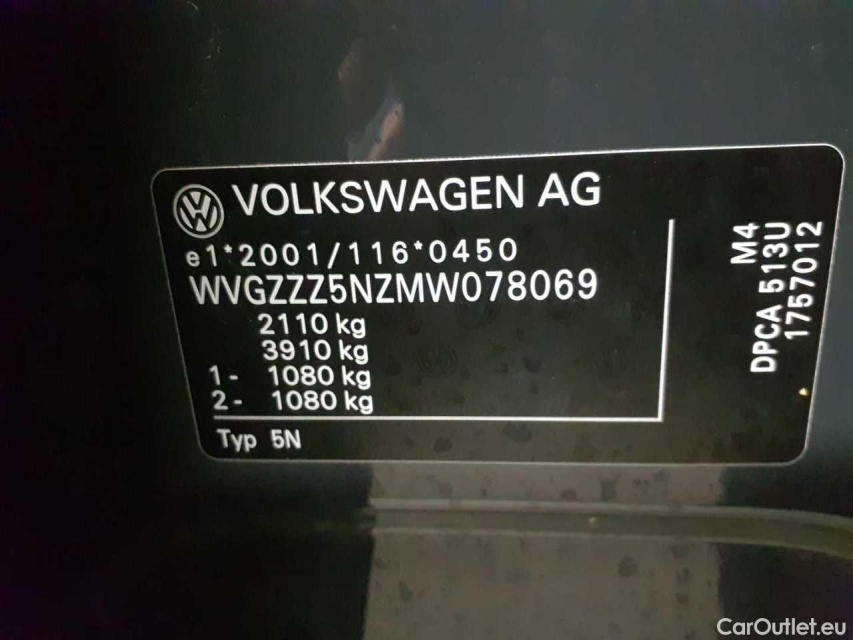 VOLKSWAGEN AG
e1*2001/116*0450
WVGZZZ5NZMW078069
2110 kg
3910 kg
1- 1080 kg
2- 1080 kg
Typ 5N
M4
DPCA 513U
1757012
CarOutlet.eu